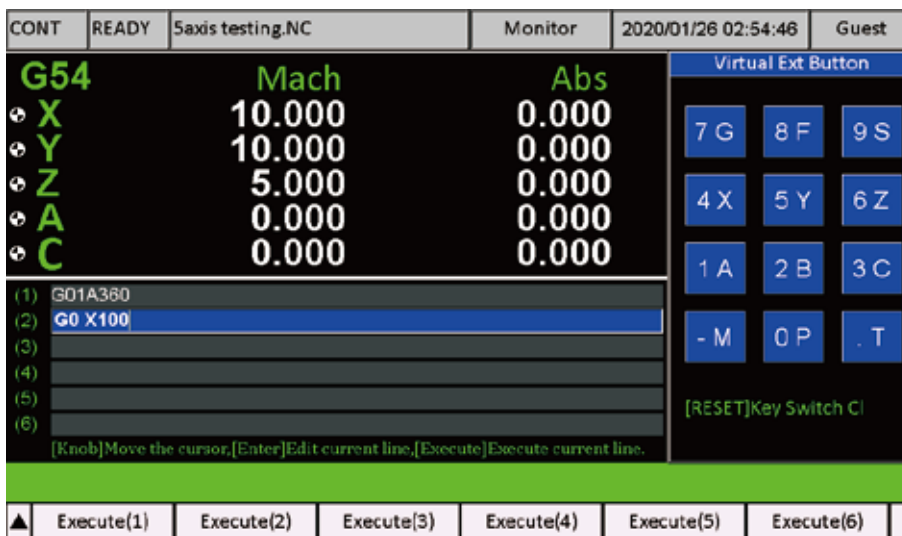 CONT READY 5axis testing.NC Monitor 2020/01/26 02:54:46 Guest
G54 Mach Abs
X 10.000 0.000
Y 10.000 0.000
Z 5.000 0.000
A 0.000 0.000
C 0.000 0.000
Virtual Ext Button
7 G 8 F 9 S
4 X 5 Y 6 Z
1 A 2 B 3 C
- M 0 P . T
[RESET]Key Switch Cl
(1) G01A360
(2) G0 X100
(3)
(4)
(5)
(6)
[Knob]Move the cursor,[Enter]Edit current line,[Execute]Execute current line.
▲ Execute(1) Execute(2) Execute(3) Execute(4) Execute(5) Execute(6)